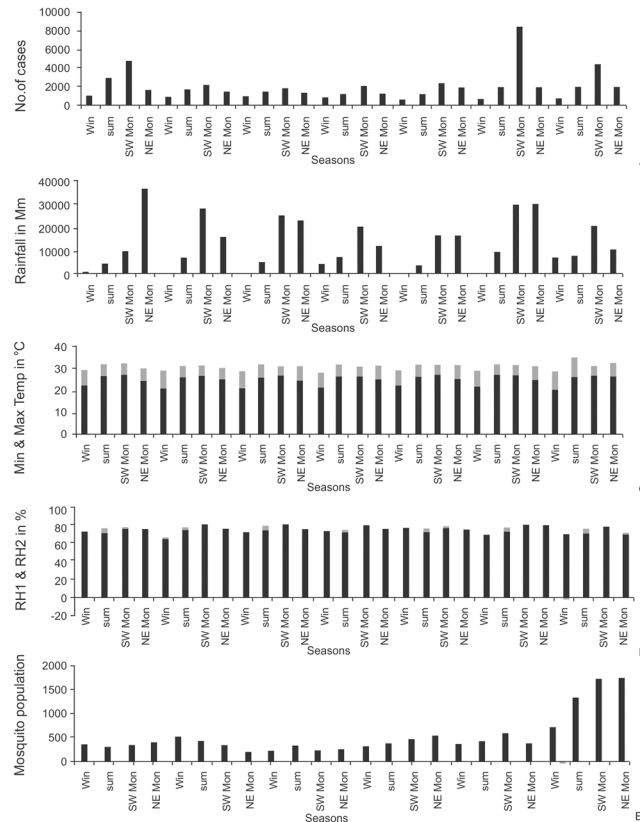 No.of cases
10000
8000
6000
4000
2000
0
Win sum SW Mon NE Mon Win sum SW Mon NE Mon Win sum SW Mon NE Mon Win sum SW Mon NE Mon Win sum SW Mon NE Mon Win sum SW Mon NE Mon Win sum SW Mon NE Mon
Seasons
Rainfall in Mm
40000
30000
20000
10000
0
Win sum SW Mon NE Mon Win sum SW Mon NE Mon Win sum SW Mon NE Mon Win sum SW Mon NE Mon Win sum SW Mon NE Mon Win sum SW Mon NE Mon Win sum SW Mon NE Mon
Seasons
Min & Max Temp in °C
40
30
20
10
0
Win sum SW Mon NE Mon Win sum SW Mon NE Mon Win sum SW Mon NE Mon Win sum SW Mon NE Mon Win sum SW Mon NE Mon Win sum SW Mon NE Mon Win sum SW Mon NE Mon
Seasons
RH1 & RH2 in %
100
80
60
40
20
0
-20
Win sum SW Mon NE Mon Win sum SW Mon NE Mon Win sum SW Mon NE Mon Win sum SW Mon NE Mon Win sum SW Mon NE Mon Win sum SW Mon NE Mon Win sum SW Mon NE Mon
Seasons
Mosquito population
2000
1500
1000
500
0
Win sum SW Mon NE Mon Win sum SW Mon NE Mon Win sum SW Mon NE Mon Win sum SW Mon NE Mon Win sum SW Mon NE Mon Win sum SW Mon NE Mon Win sum SW Mon NE Mon
Seasons